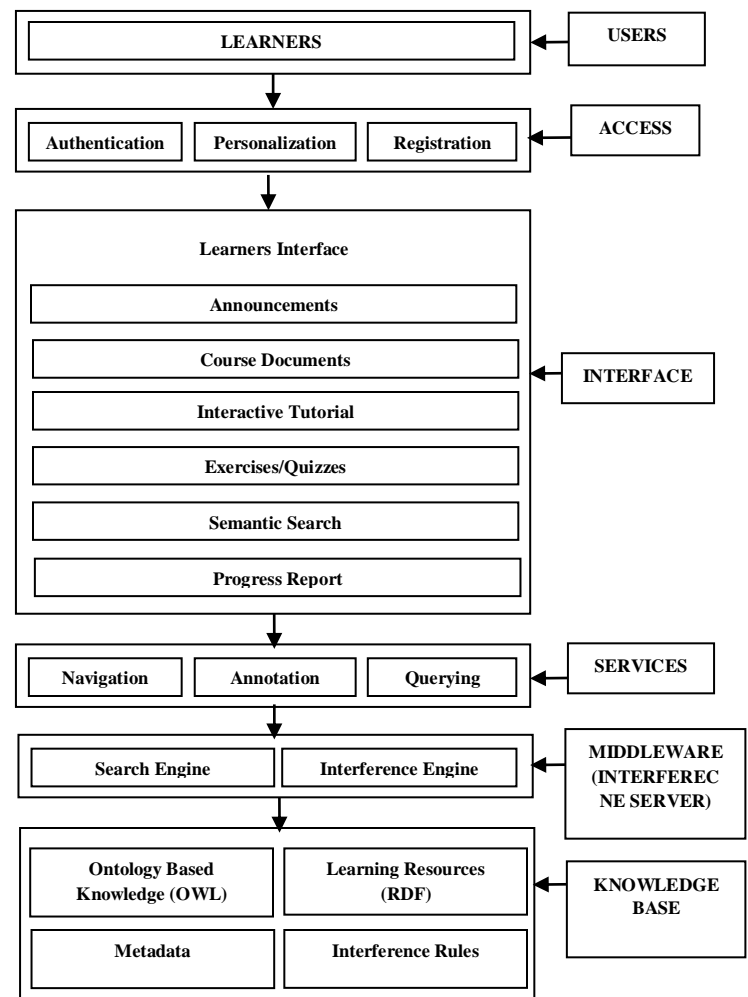 LEARNERS
USERS
Authentication
Personalization
Registration
ACCESS
Learners Interface
Announcements
Course Documents
Interactive Tutorial
Exercises/Quizzes
Semantic Search
Progress Report
INTERFACE
Navigation
Annotation
Querying
SERVICES
Search Engine
Interference Engine
MIDDLEWARE
(INTERFEREC
NE SERVER)
Ontology Based
Knowledge (OWL)
Learning Resources
(RDF)
Metadata
Interference Rules
KNOWLEDGE
BASE